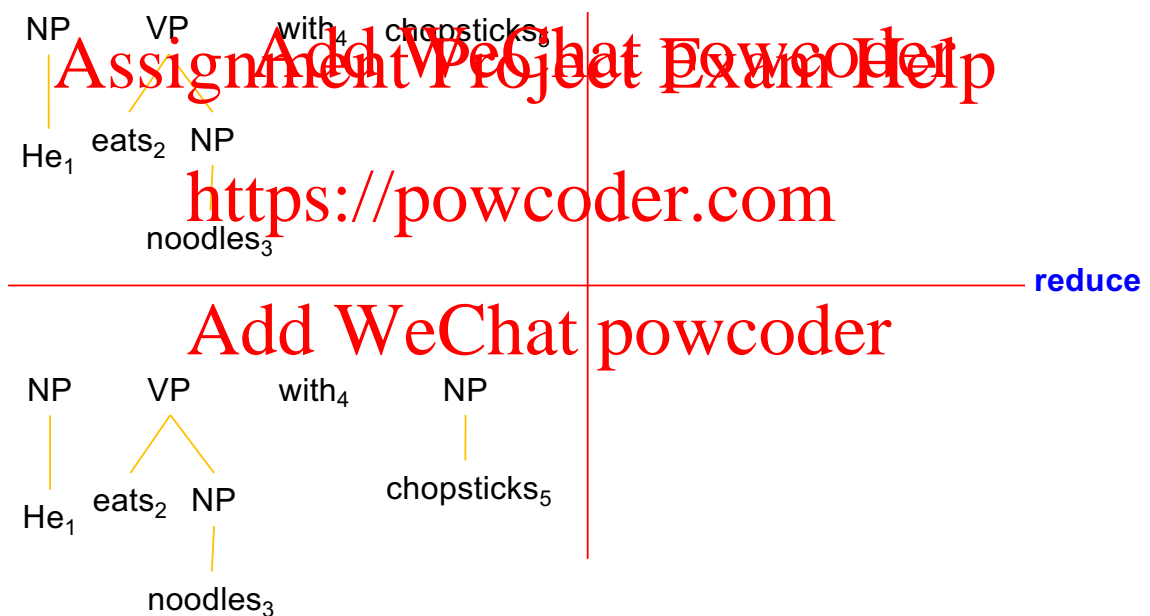 NP VP with4 chopsticks5
Add WeChat powcoder
Assignment Project Exam Help
eats2 NP
He1
https://powcoder.com
noodles3
reduce
Add WeChat powcoder
NP VP with4 NP
eats2 NP chopsticks5
He1
noodles3